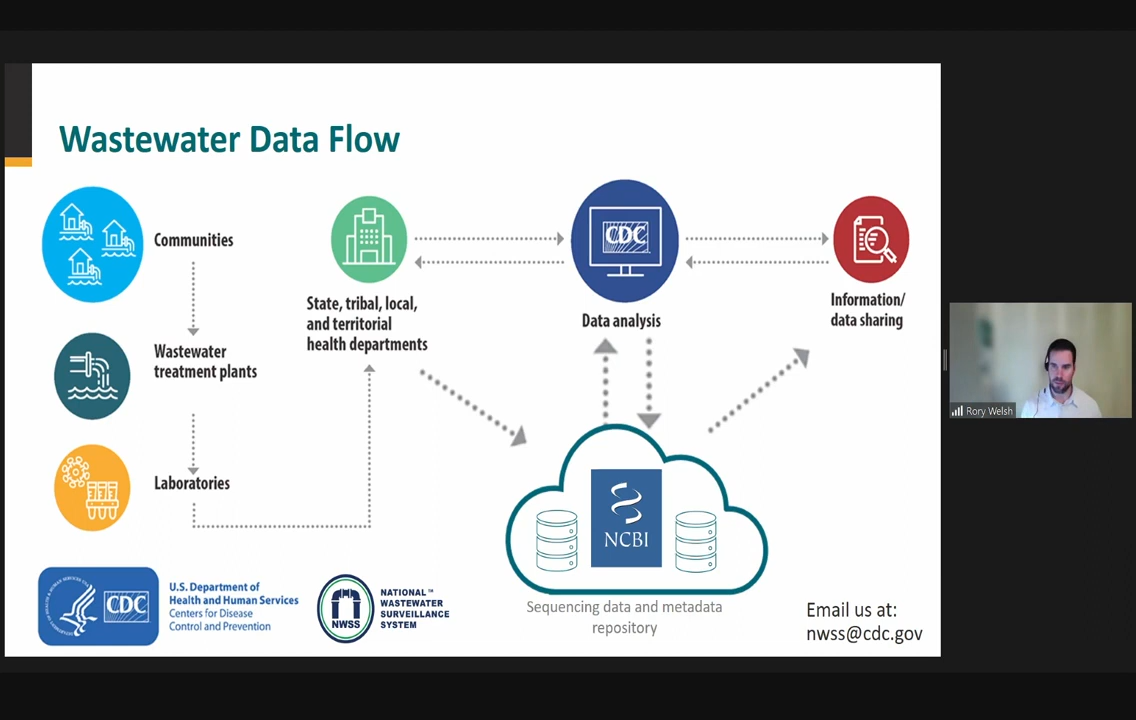 Wastewater Data Flow
Communities
Wastewater
treatment plants
Laboratories
State, tribal, local,
and territorial
health departments
CDC
Data analysis
Information/
data sharing
NCBI
Sequencing data and metadata
repository
CDC
U.S. Department of
Health and Human Services
Centers for Disease
Control and Prevention
NWSS
NATIONAL™
WASTEWATER
SURVEILLANCE
SYSTEM
Email us at:
nwss@cdc.gov
Rory Welsh